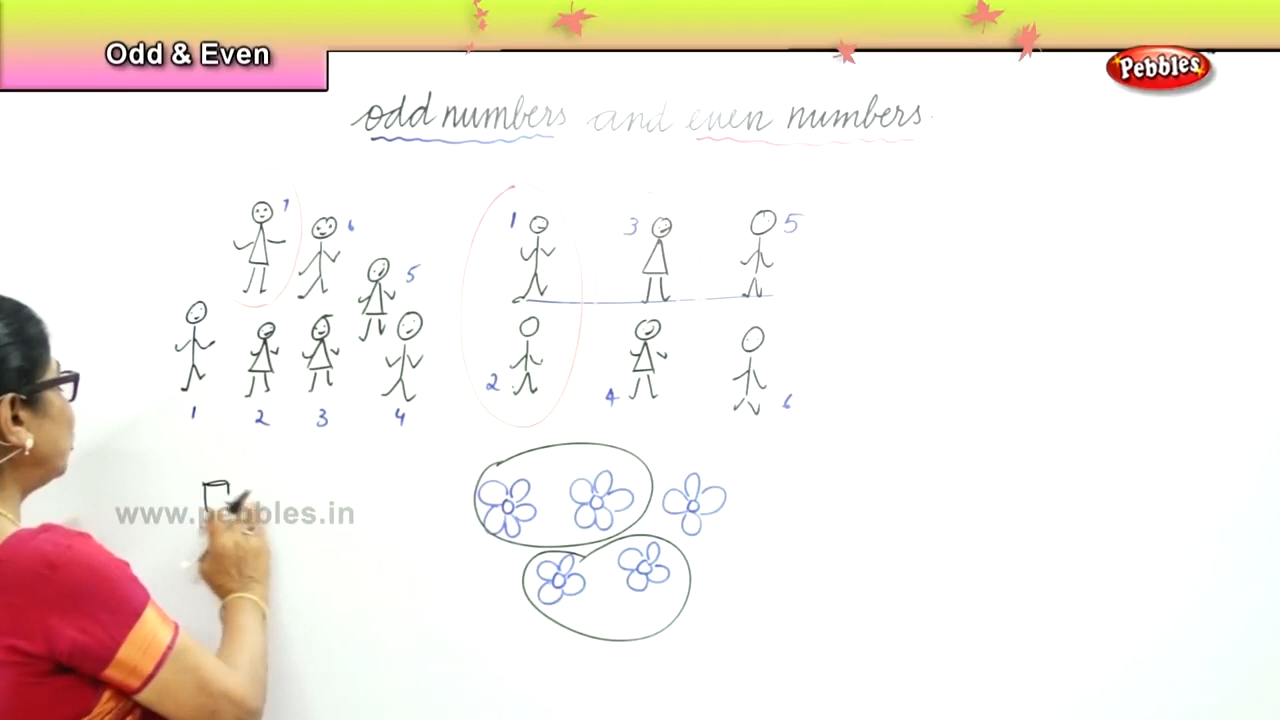 Odd & Even
Pebbles
odd numbers and even numbers
7 6 1 3 5
5
2 4 6
1 2 3 4
www.pebbles.in